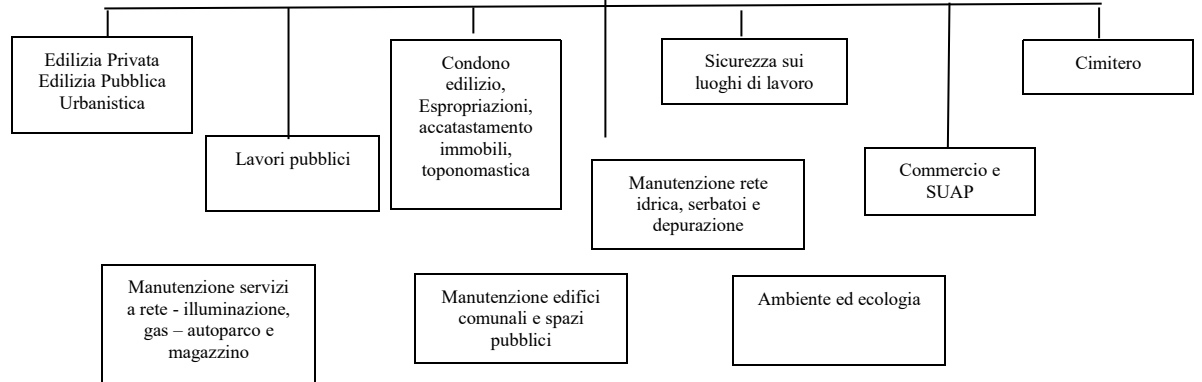 Edilizia Privata
Edilizia Pubblica
Urbanistica
Lavori pubblici
Condono
edilizio,
Espropriazioni,
accatastamento
immobili,
toponomastica
Sicurezza sui
luoghi di lavoro
Manutenzione rete
idrica, serbatoi e
depurazione
Commercio e
SUAP
Cimitero
Manutenzione servizi
a rete - illuminazione,
gas – autoparco e
magazzino
Manutenzione edifici
comunali e spazi
pubblici
Ambiente ed ecologia